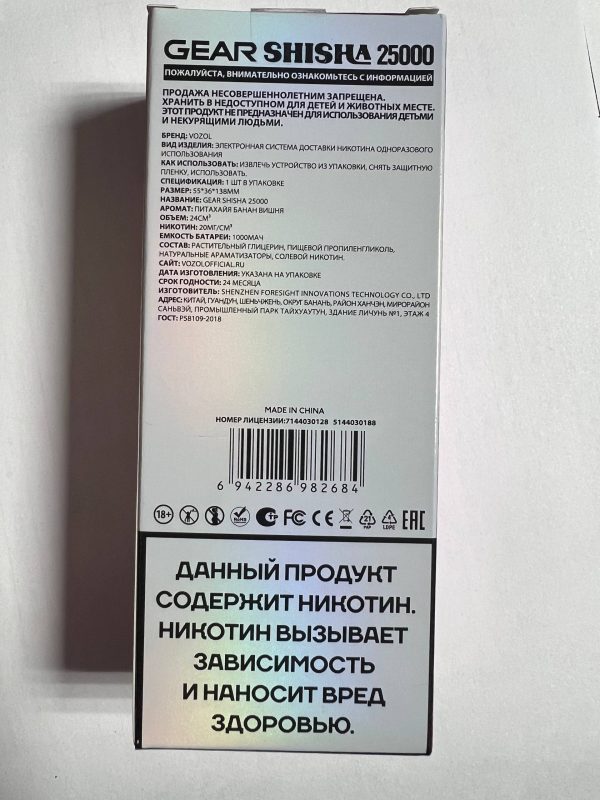 GEAR SHISHA 25000
ПОЖАЛУЙСТА, ВНИМАТЕЛЬНО ОЗНАКОМЬТЕСЬ С ИНФОРМАЦИЕЙ
ПРОДАЖА НЕСОВЕРШЕННОЛЕТНИМ ЗАПРЕЩЕНА.
ХРАНИТЬ В НЕДОСТУПНОМ ДЛЯ ДЕТЕЙ И ЖИВОТНЫХ МЕСТЕ.
ЭТОТ ПРОДУКТ НЕ ПРЕДНАЗНАЧЕН ДЛЯ ИСПОЛЬЗОВАНИЯ ДЕТЬМИ
И НЕКУРЯЩИМИ ЛЮДЬМИ.
БРЕНД: VOZOL
ВИД ИЗДЕЛИЯ: ЭЛЕКТРОННАЯ СИСТЕМА ДОСТАВКИ НИКОТИНА ОДНОРАЗОВОГО
ИСПОЛЬЗОВАНИЯ
КАК ИСПОЛЬЗОВАТЬ: ИЗВЛЕЧЬ УСТРОЙСТВО ИЗ УПАКОВКИ, СНЯТЬ ЗАЩИТНУЮ
ПЛЕНКУ, ИСПОЛЬЗОВАТЬ.
СПЕЦИФИКАЦИЯ: 1 ШТ В УПАКОВКЕ
РАЗМЕР: 55*36*138ММ
НАЗВАНИЕ: GEAR SHISHA 25000
АРОМАТ: ПИТАХАЙЯ БАНАН ВИШНЯ
ОБЪЕМ: 24СМ³
НИКОТИН: 20МГ/СМ³
ЕМКОСТЬ БАТАРЕИ: 1000МАЧ
СОСТАВ: РАСТИТЕЛЬНЫЙ ГЛИЦЕРИН, ПИЩЕВОЙ ПРОПИЛЕНГЛИКОЛЬ,
НАТУРАЛЬНЫЕ АРАМАТИЗАТОРЫ, СОЛЕВОЙ НИКОТИН.
САЙТ: VOZOLOFFICIAL.RU
ДАТА ИЗГОТОВЛЕНИЯ: УКАЗАНА НА УПАКОВКЕ
СРОК ГОДНОСТИ: 24 МЕСЯЦА
ИЗГОТОВИТЕЛЬ: SHENZHEN FORESIGHT INNOVATIONS TECHNOLOGY CO., LTD
АДРЕС: КИТАЙ, ГУАНДУН, ШЕНЬЧЖЕНЬ, ОКРУГ БАНАНЬ, РАЙОН ХАНЧЭН, МИРОРАЙОН
САНЬВЭЙ, ПРОМЫШЛЕННЫЙ ПАРК ТАЙХУАУТУН, ЗДАНИЕ ЛИЧУНЬ №1, ЭТАЖ 4
ГОСТ: Р58109-2018
MADE IN CHINA
НОМЕР ЛИЦЕНЗИИ:7144030128 5144030188
6 942286 982684
18+ RoHS FC CE 21 PAP 4 LDPE EAC
ДАННЫЙ ПРОДУКТ
СОДЕРЖИТ НИКОТИН.
НИКОТИН ВЫЗЫВАЕТ
ЗАВИСИМОСТЬ
И НАНОСИТ ВРЕД
ЗДОРОВЬЮ.